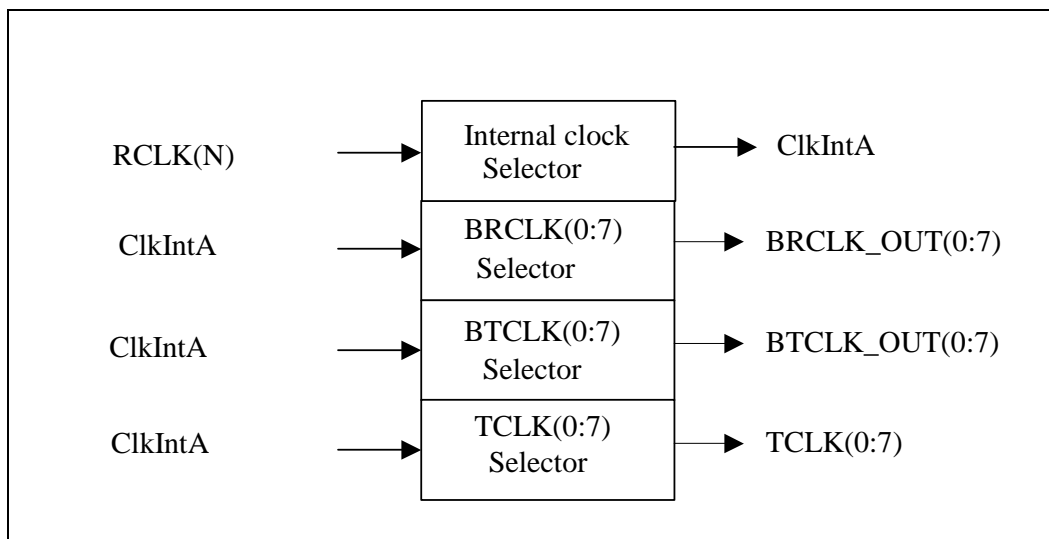 RCLK(N)
Internal clock
Selector
ClkIntA
ClkIntA
BRCLK(0:7)
Selector
BRCLK_OUT(0:7)
ClkIntA
BTCLK(0:7)
Selector
BTCLK_OUT(0:7)
ClkIntA
TCLK(0:7)
Selector
TCLK(0:7)